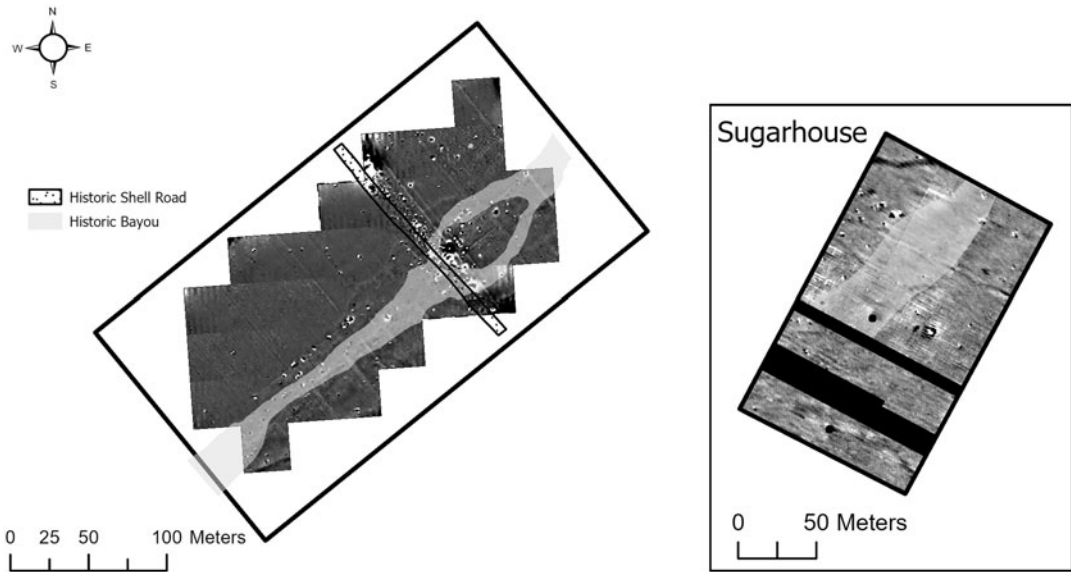 N
W E
S
Historic Shell Road
Historic Bayou
0 25 50 100 Meters
Sugarhouse
0 50 Meters